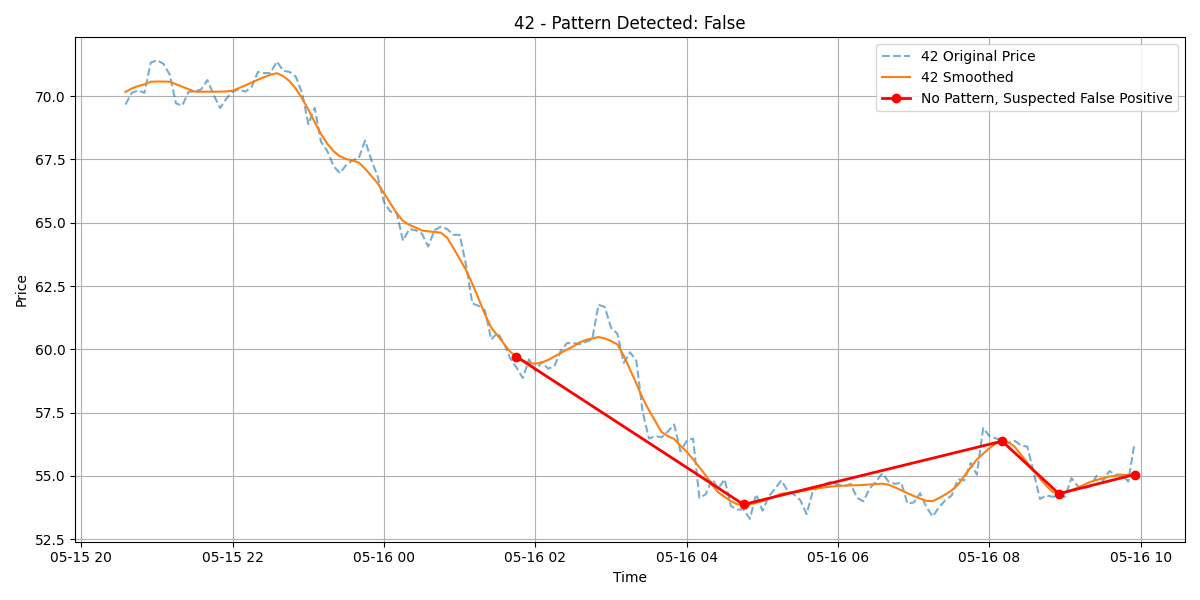 42 - Pattern Detected: False
42 Original Price
42 Smoothed
No Pattern, Suspected False Positive
Price
70.0
67.5
65.0
62.5
60.0
57.5
55.0
52.5
05-15 20 05-15 22 05-16 00 05-16 02 05-16 04 05-16 06 05-16 08 05-16 10
Time